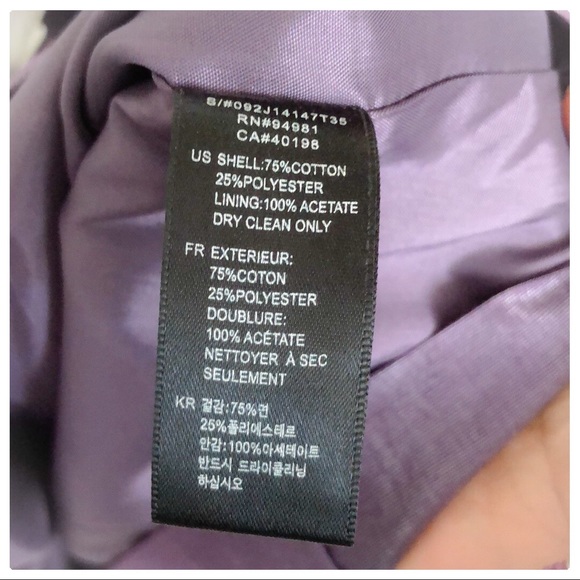 S/#092J14147T35
RN#94981
CA#40198
US SHELL:75%COTTON
25%POLYESTER
LINING:100% ACETATE
DRY CLEAN ONLY
FR EXTERIEUR:
75%COTON
25%POLYESTER
DOUBLURE:
100% ACÉTATE
NETTOYER À SEC
SEULEMENT
KR 겉감:75%면
25%폴리에스테르
안감:100%아세테이트
반드시 드라이클리닝
하십시오